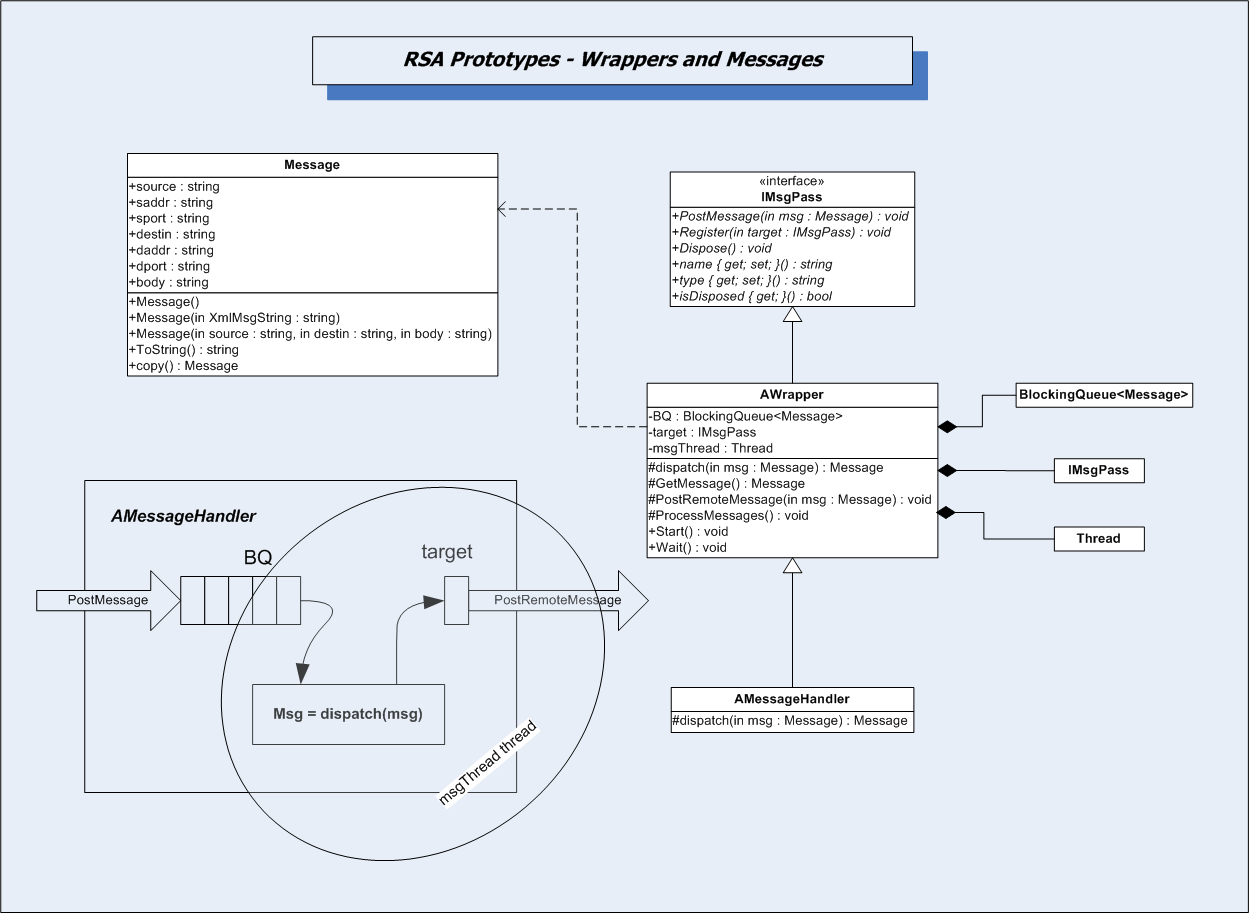 RSA Prototypes - Wrappers and Messages
Message
+source : string
+saddr : string
+sport : string
+destin : string
+daddr : string
+dport : string
+body : string
+Message()
+Message(in XmlMsgString : string)
+Message(in source : string, in destin : string, in body : string)
+ToString() : string
+copy() : Message
«interface»
IMsgPass
+PostMessage(in msg : Message) : void
+Register(in target : IMsgPass) : void
+Dispose() : void
+name { get; set; }() : string
+type { get; set; }() : string
+isDisposed { get; }() : bool
AWrapper
-BQ : BlockingQueue<Message>
-target : IMsgPass
-msgThread : Thread
#dispatch(in msg : Message) : Message
#GetMessage() : Message
#PostRemoteMessage(in msg : Message) : void
#ProcessMessages() : void
+Start() : void
+Wait() : void
BlockingQueue<Message>
IMsgPass
Thread
AMessageHandler
BQ
target
PostMessage
PostRemoteMessage
Msg = dispatch(msg)
msgThread thread
AMessageHandler
#dispatch(in msg : Message) : Message